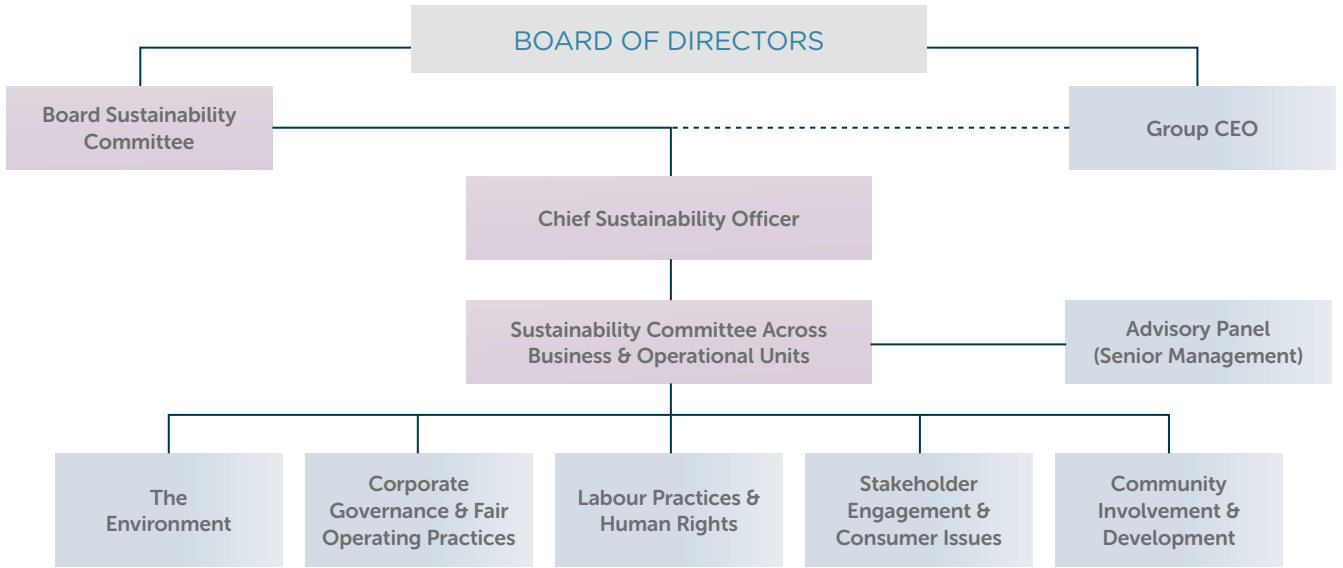 BOARD OF DIRECTORS
Board Sustainability
Committee
Group CEO
Chief Sustainability Officer
Sustainability Committee Across
Business & Operational Units
Advisory Panel
(Senior Management)
The
Environment
Corporate
Governance & Fair
Operating Practices
Labour Practices &
Human Rights
Stakeholder
Engagement &
Consumer Issues
Community
Involvement &
Development